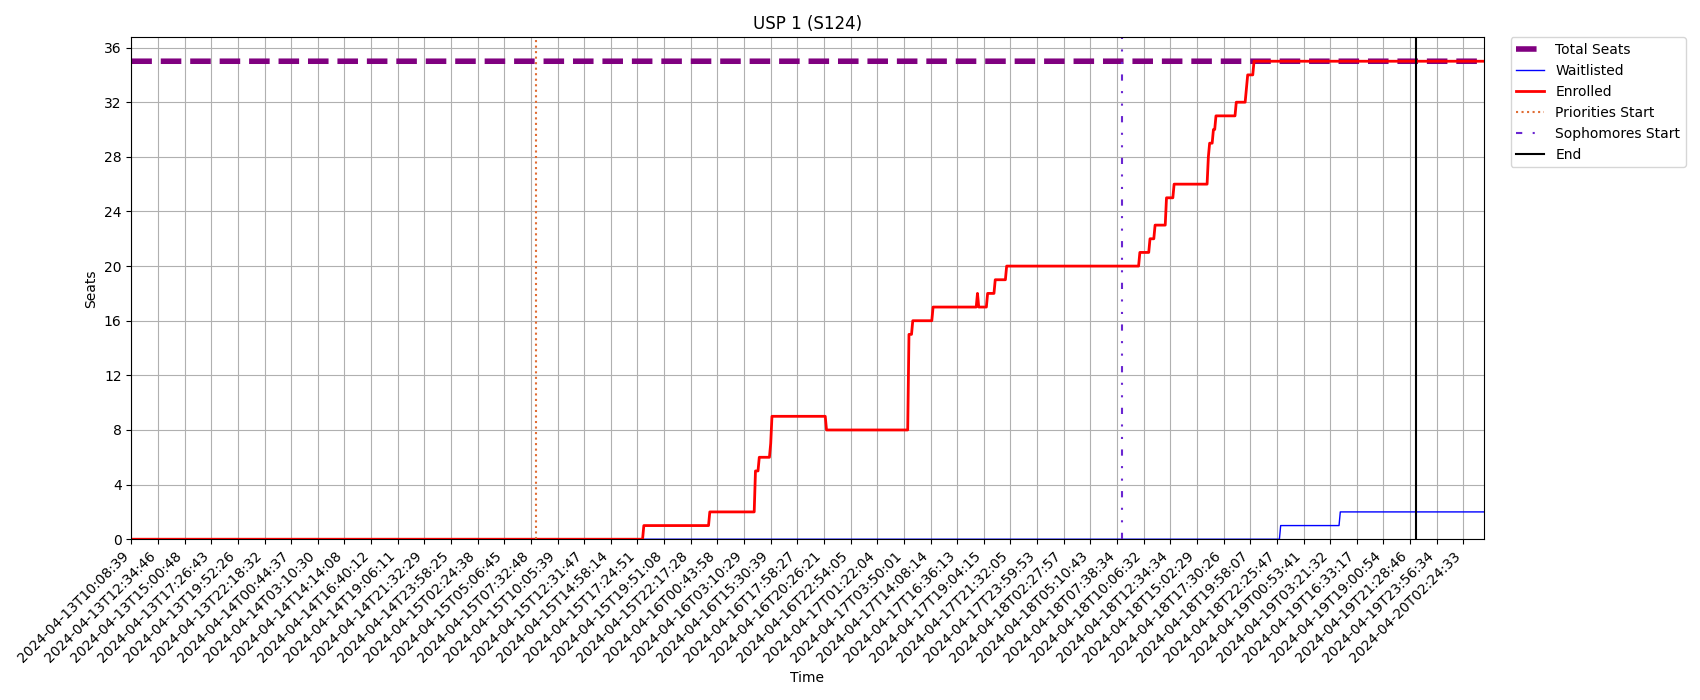 USP 1 (S124)
Total Seats
Waitlisted
Enrolled
Priorities Start
Sophomores Start
End
Seats
36
32
28
24
20
16
12
8
4
0
2024-04-13T10:08:39
2024-04-13T12:34:46
2024-04-13T15:00:48
2024-04-13T17:26:43
2024-04-13T19:52:26
2024-04-13T22:18:32
2024-04-14T00:44:37
2024-04-14T03:10:30
2024-04-14T14:14:08
2024-04-14T16:40:12
2024-04-14T19:06:11
2024-04-14T21:32:29
2024-04-14T23:58:25
2024-04-15T02:24:38
2024-04-15T05:06:45
2024-04-15T07:32:48
2024-04-15T10:05:39
2024-04-15T12:31:47
2024-04-15T14:58:14
2024-04-15T17:24:51
2024-04-15T19:51:08
2024-04-15T22:17:28
2024-04-16T00:43:58
2024-04-16T03:10:29
2024-04-16T15:30:39
2024-04-16T17:58:27
2024-04-16T20:26:21
2024-04-16T22:54:05
2024-04-17T01:22:04
2024-04-17T03:50:01
2024-04-17T14:08:14
2024-04-17T16:36:13
2024-04-17T19:04:15
2024-04-17T21:32:05
2024-04-17T23:59:53
2024-04-18T02:27:57
2024-04-18T05:10:43
2024-04-18T07:38:34
2024-04-18T10:06:32
2024-04-18T12:34:34
2024-04-18T15:02:29
2024-04-18T17:30:26
2024-04-18T19:58:07
2024-04-18T22:25:47
2024-04-19T00:53:41
2024-04-19T03:21:32
2024-04-19T16:33:17
2024-04-19T19:00:54
2024-04-19T21:28:46
2024-04-19T23:56:34
2024-04-20T02:24:33
Time